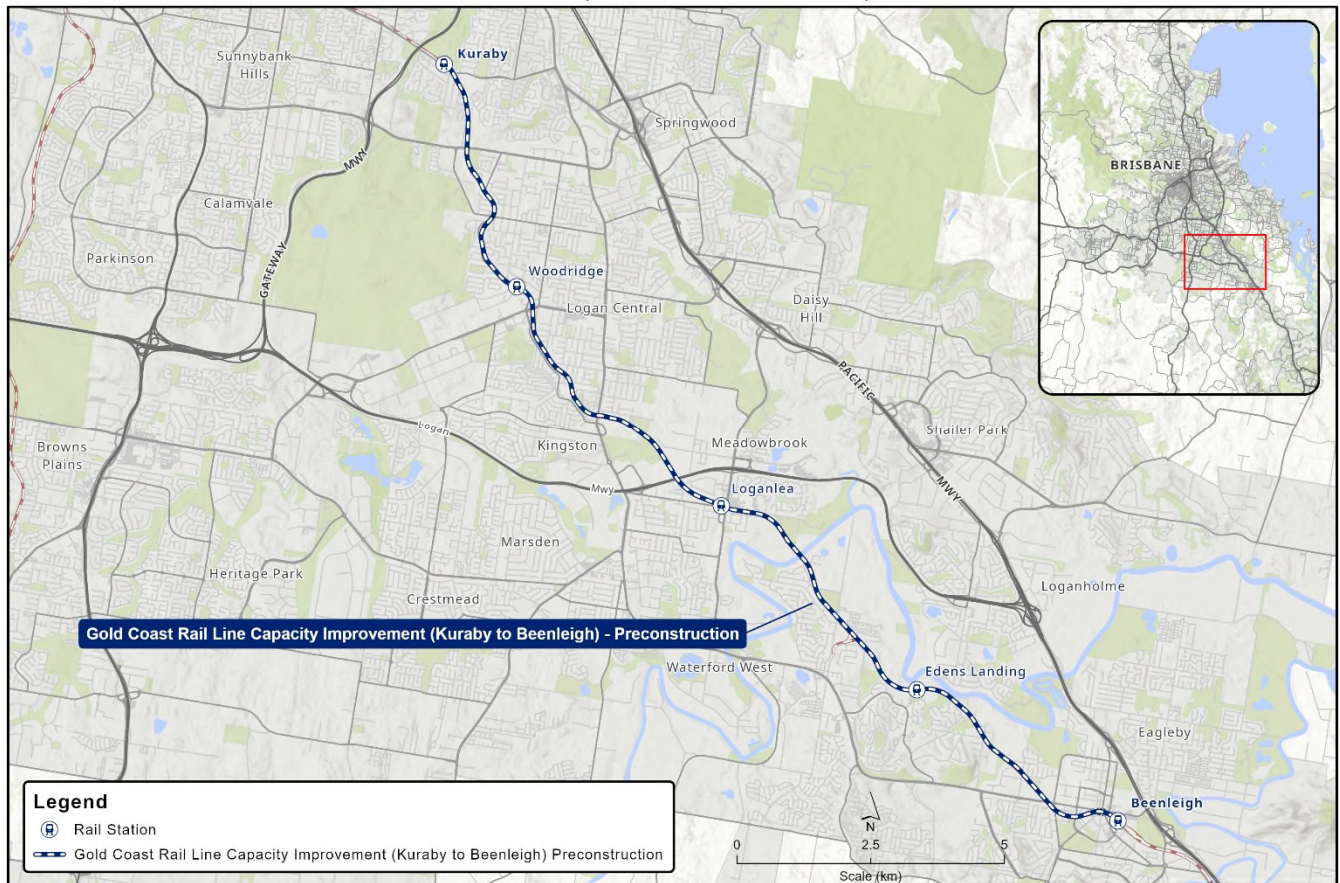 Kuraby
Sunnybank
Hills
Springwood
MWY
BRISBANE
Calamvale
Parkinson
GATEWAY
Woodridge
Logan Central
Daisy
Hill
PACIFIC
Shailer Park
Logan
Browns
Plains
Kingston
Meadowbrook
Mwy
Loganlea
MWY
Marsden
Heritage Park
Crestmead
Loganholme
Gold Coast Rail Line Capacity Improvement (Kuraby to Beenleigh) - Preconstruction
Waterford West
Edens Landing
Eagleby
Beenleigh
Legend
Rail Station
Gold Coast Rail Line Capacity Improvement (Kuraby to Beenleigh) Preconstruction
N
0
2.5
5
Scale (km)